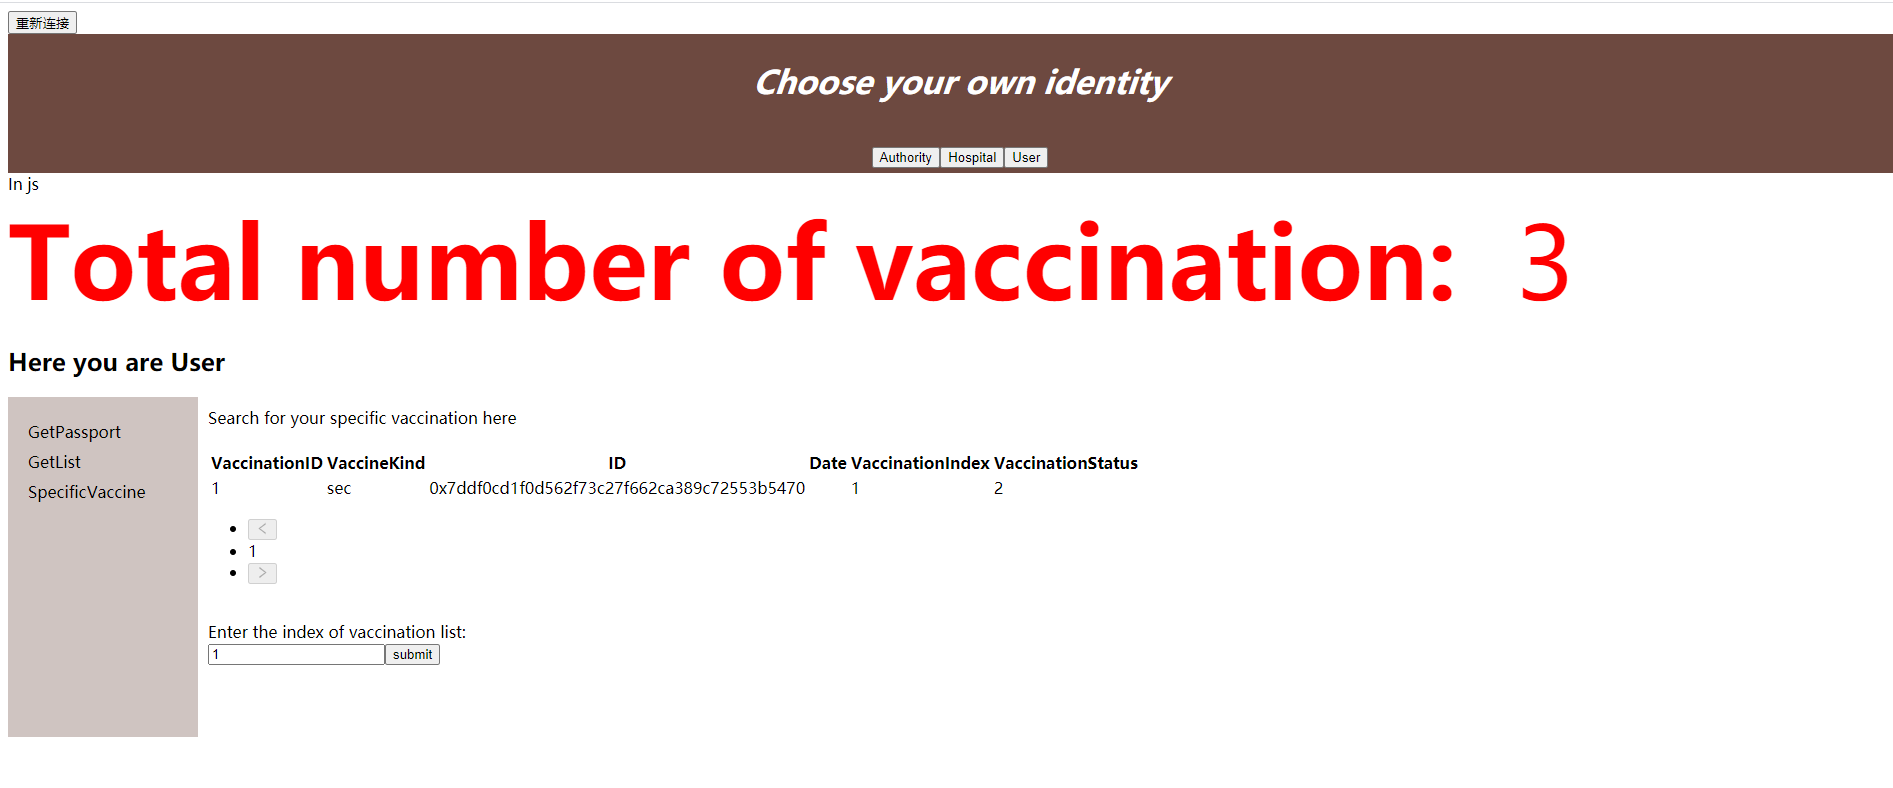 重新连接
Choose your own identity
Authority Hospital User
In js
Total number of vaccination: 3
Here you are User
GetPassport
GetList
SpecificVaccine
Search for your specific vaccination here
VaccinationID VaccineKind ID Date VaccinationIndex VaccinationStatus
1 sec 0x7ddf0cd1f0d562f73c27f662ca389c72553b5470 1 2
<
1
>
Enter the index of vaccination list:
1 submit